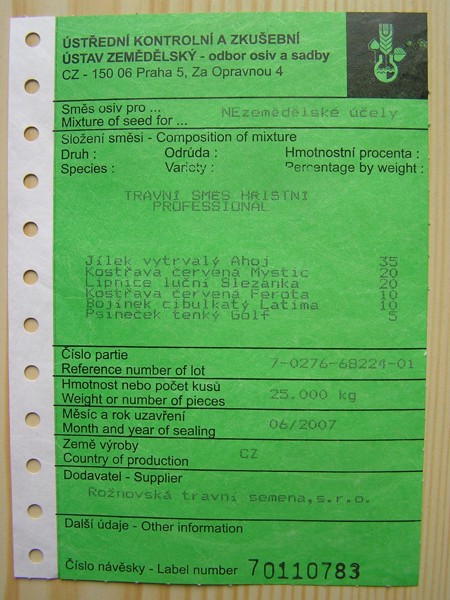 ÚSTŘEDNÍ KONTROLNÍ A ZKUŠEBNÍ
ÚSTAV ZEMĚDĚLSKÝ - odbor osiv a sadby
CZ - 150 06 Praha 5, Za Opravnou 4
Směs osiv pro ... NEzemědělské účely
Mixture of seed for ...
Složení směsi - Composition of mixture
Druh : Odrůda : Hmotnostní procenta :
Species : Variety : Percentage by weight :
TRAVNÍ SMĚS HŘIŠTNÍ
PROFESSIONAL
Jílek vytrvalý Ahoj 35
Kostřava červená Mystic 20
Lipnice luční Slezanka 20
Kostřava červená Ferota 10
Bojínek cibulkatý Latima 10
Psineček tenký Golf 5
Číslo partie
Reference number of lot 7-0276-68224-01
Hmotnost nebo počet kusů
Weight or number of pieces 25.000 kg
Měsíc a rok uzavření
Month and year of sealing 06/2007
Země výroby
Country of production CZ
Dodavatel - Supplier
Rožnovská travní semena,s.r.o.
Další údaje - Other information
Číslo návěsky - Label number 70110783